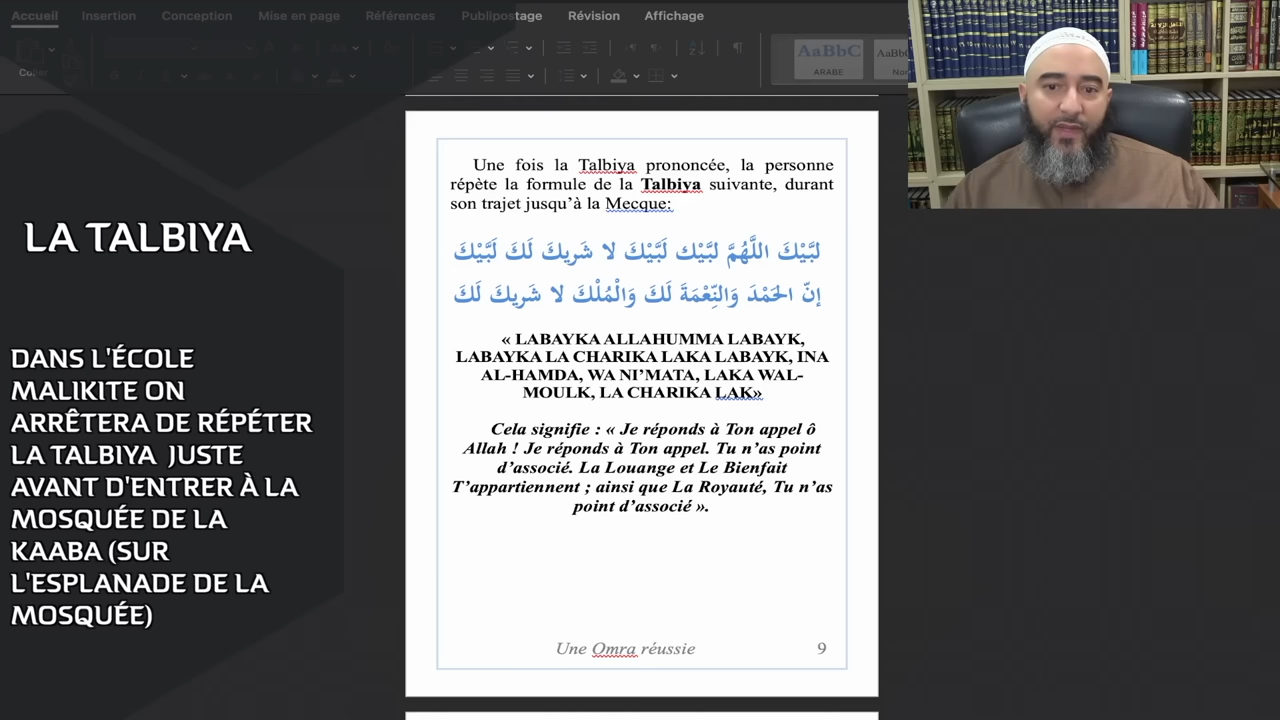 Accueil Insertion Conception Mise en page Références Publipostage Révision Affichage
AaBbC
ARABE
LA TALBIYA
DANS L'ÉCOLE
MALIKITE ON
ARRÊTERA DE RÉPÉTER
LA TALBIYA JUSTE
AVANT D'ENTRER À LA
MOSQUÉE DE LA
KAABA (SUR
L'ESPLANADE DE LA
MOSQUÉE)
Une fois la Talbiya prononcée, la personne
répète la formule de la Talbiya suivante, durant
son trajet jusqu’à la Mecque:
لبَّيْكَ اللَّهُمَّ لبَّيْك لَبَّيْكَ لا شَريكَ لَكَ لَبَّيْكَ
إنّ الحَمْدَ وَالنِّعْمَةَ لَكَ وَالْمُلْكَ لا شَريكَ لَكَ
« LABAYKA ALLAHUMMA LABAYK,
LABAYKA LA CHARIKA LAKA LABAYK, INA
AL-HAMDA, WA NI’MATA, LAKA WAL-
MOULK, LA CHARIKA LAK»
Cela signifie : « Je réponds à Ton appel ô
Allah ! Je réponds à Ton appel. Tu n’as point
d’associé. La Louange et Le Bienfait
T’appartiennent ; ainsi que La Royauté, Tu n’as
point d’associé ».
Une Omra réussie 9